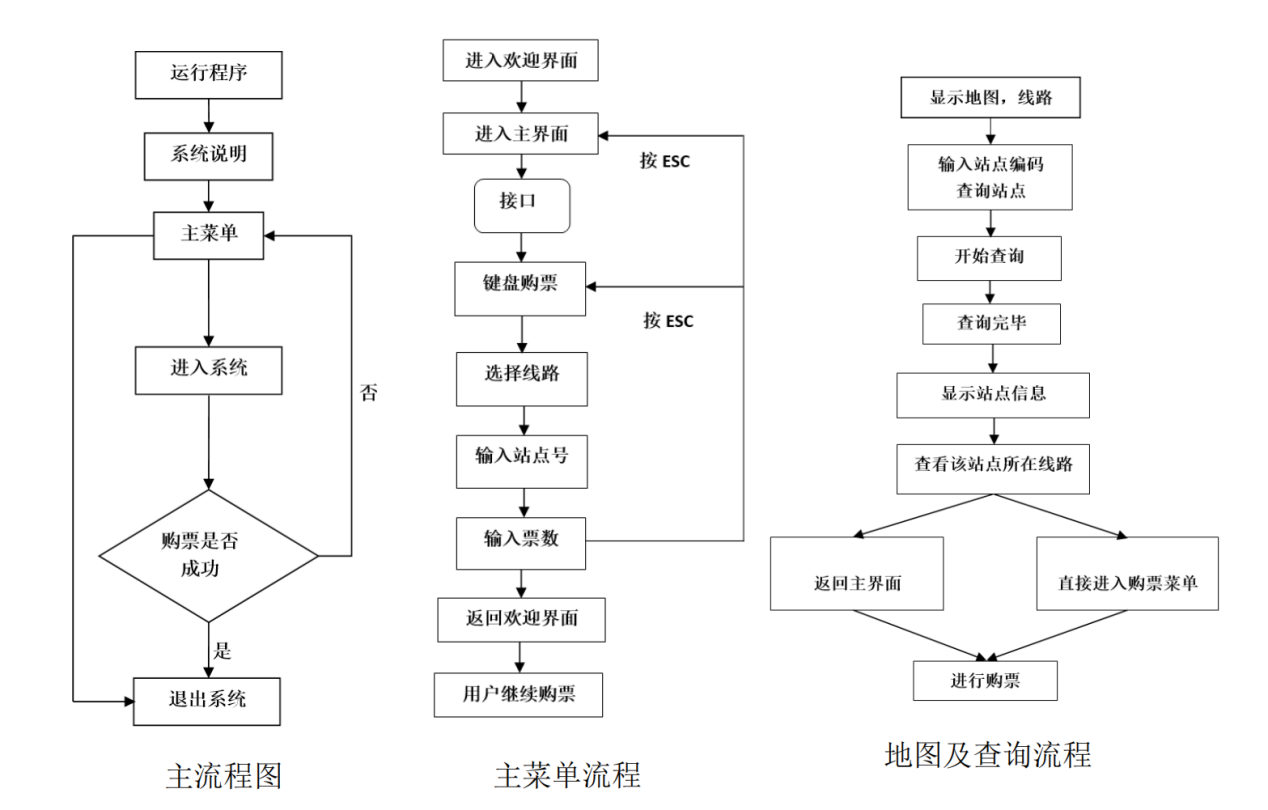 运行程序
系统说明
主菜单
进入系统
否
购票是否
成功
是
退出系统
主流程图
进入欢迎界面
进入主界面
按 ESC
接口
键盘购票
按 ESC
选择线路
输入站点号
输入票数
返回欢迎界面
用户继续购票
主菜单流程
显示地图，线路
输入站点编码
查询站点
开始查询
查询完毕
显示站点信息
查看该站点所在线路
返回主界面
直接进入购票菜单
进行购票
地图及查询流程